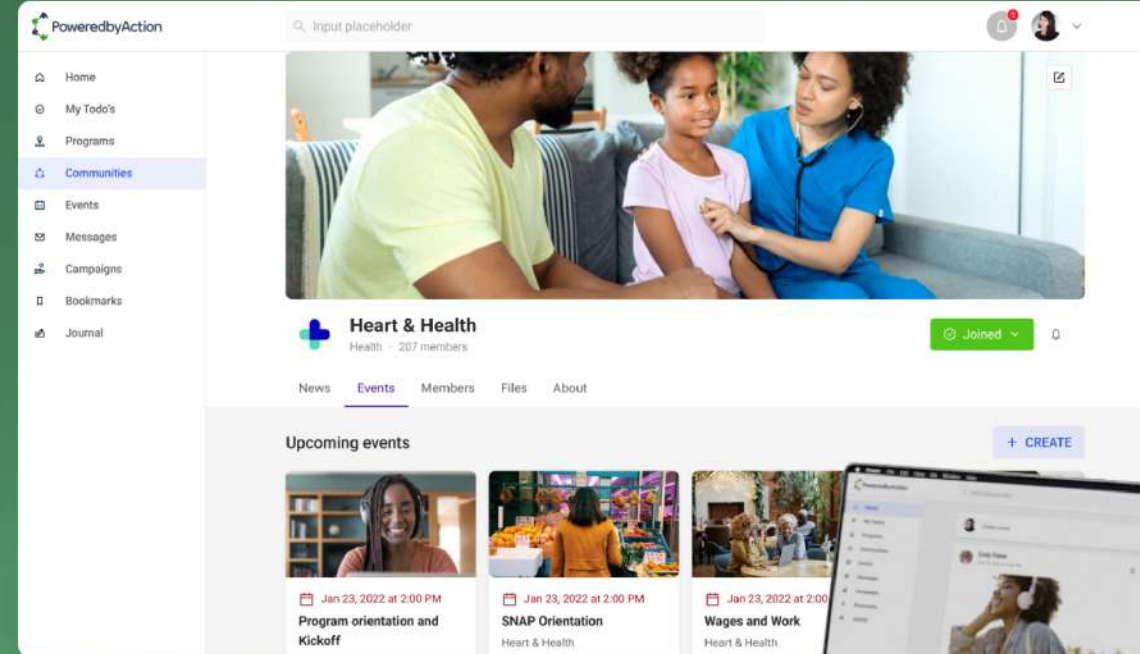 PoweredbyAction
Input placeholder
1
Home
My Todo's
Programs
Communities
Events
Messages
Campaigns
Bookmarks
Journal
Heart & Health
Health - 207 members
Joined
News Events Members Files About
Upcoming events
+ CREATE
Jan 23, 2022 at 2:00 PM
Program orientation and
Kickoff
Jan 23, 2022 at 2:00 PM
SNAP Orientation
Heart & Health
Jan 23, 2022 at 2:00
Wages and Work
Heart & Health
PoweredbyAction